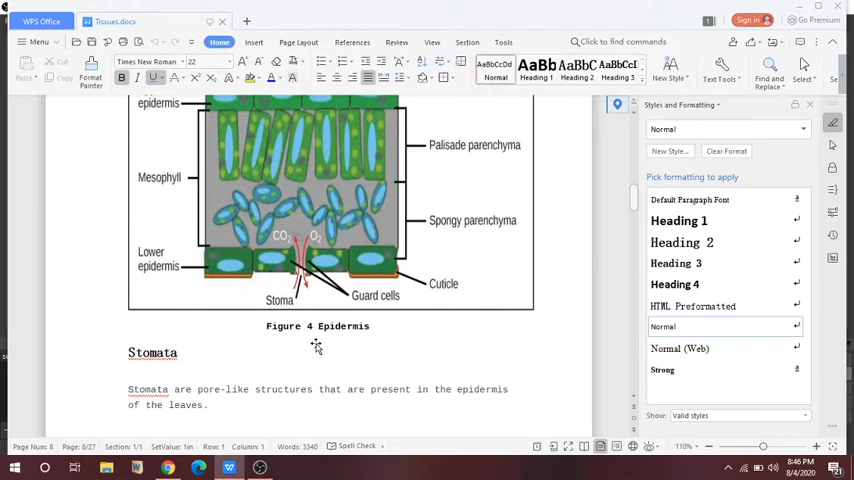 WPS Office
Tissues.docx
1
Sign in
Go Premium
Menu
Home
Insert
Page Layout
References
Review
View
Section
Tools
Click to find commands
Paste
Cut
Copy
Format Painter
Times New Roman
22
AaBbCcDd
Normal
AaBb
Heading 1
AaBb(
Heading 2
AaBbC(
Heading 3
New Style
Text Tools
Find and Replace
Select
epidermis
Mesophyll
Palisade parenchyma
Spongy parenchyma
CO2
O2
Lower epidermis
Cuticle
Stoma
Guard cells
Figure 4 Epidermis
Stomata
Stomata are pore-like structures that are present in the epidermis
of the leaves.
Styles and Formatting
Normal
New Style...
Clear Format
Pick formatting to apply
Default Paragraph Font
Heading 1
Heading 2
Heading 3
Heading 4
HTML Preformatted
Normal
Normal (Web)
Strong
Show:
Valid styles
Page Num: 8
Page: 8/27
Section: 1/1
SetValue: 1in
Row: 1
Column: 1
Words: 3340
Spell Check
110%
8:46 PM
8/4/2020